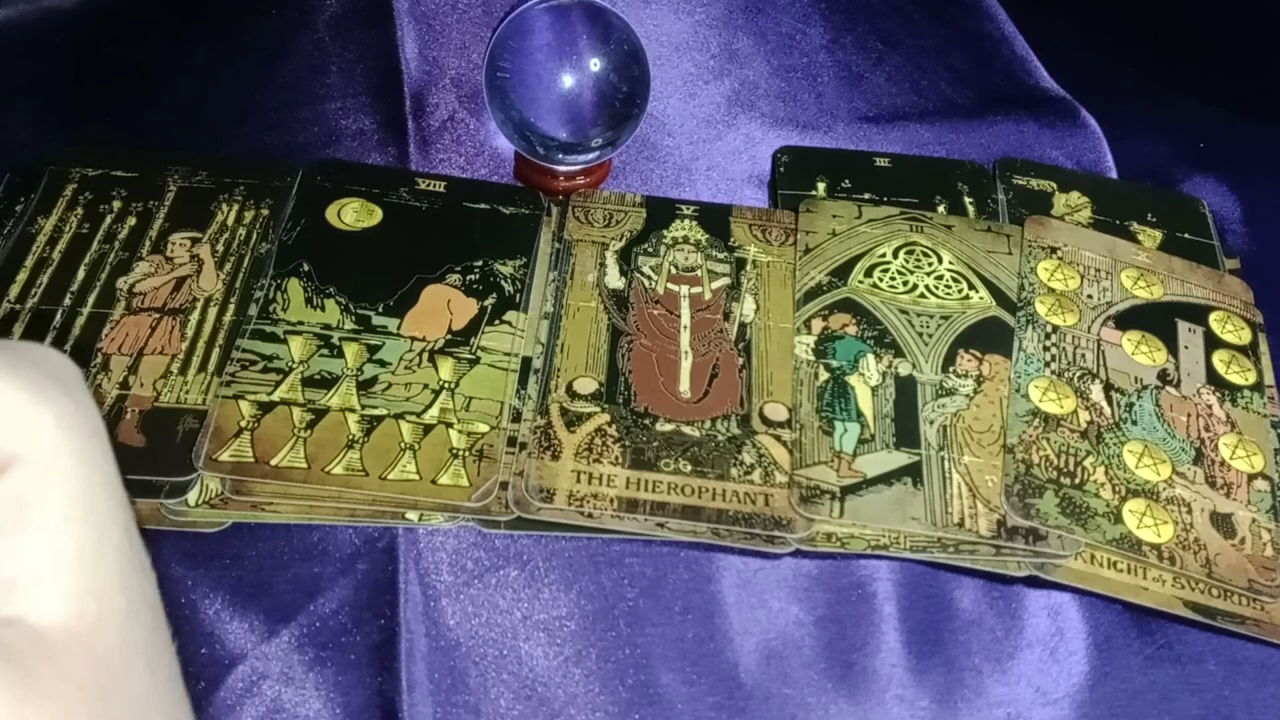 III
VIII
V
III
X
THE HIEROPHANT
KNIGHT of SWORDS